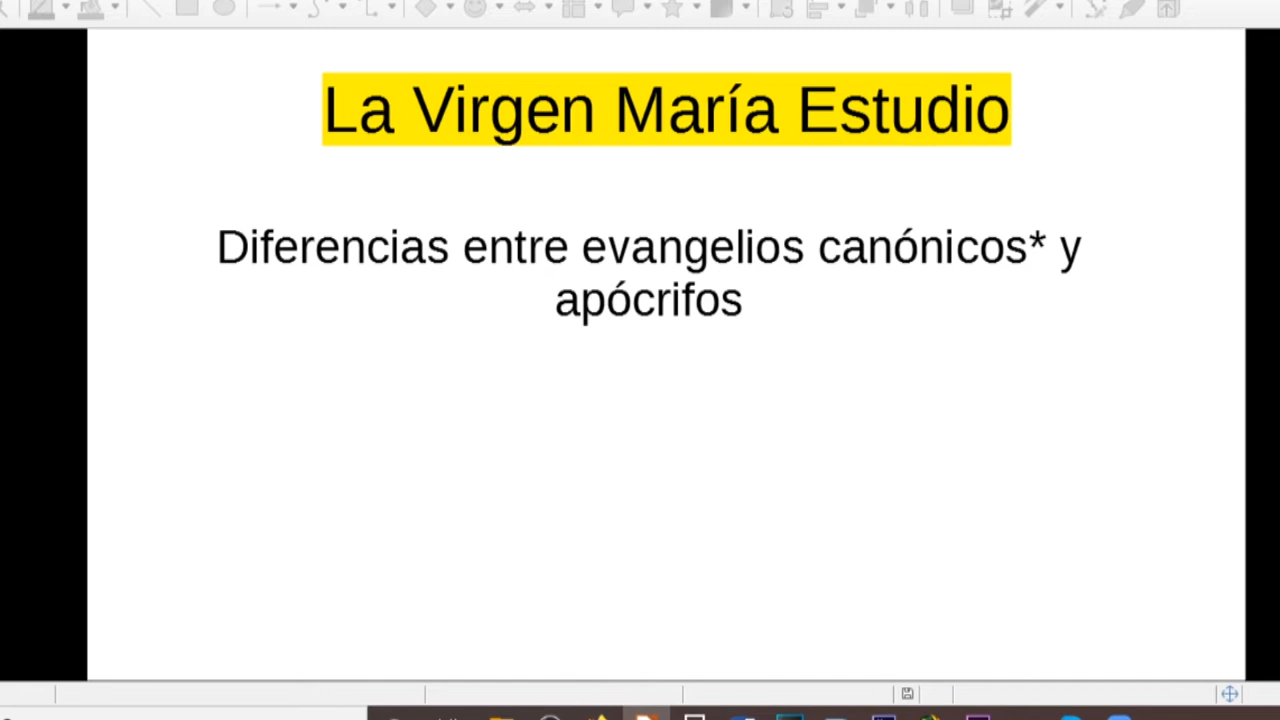 La Virgen María Estudio
Diferencias entre evangelios canónicos* y
apócrifos